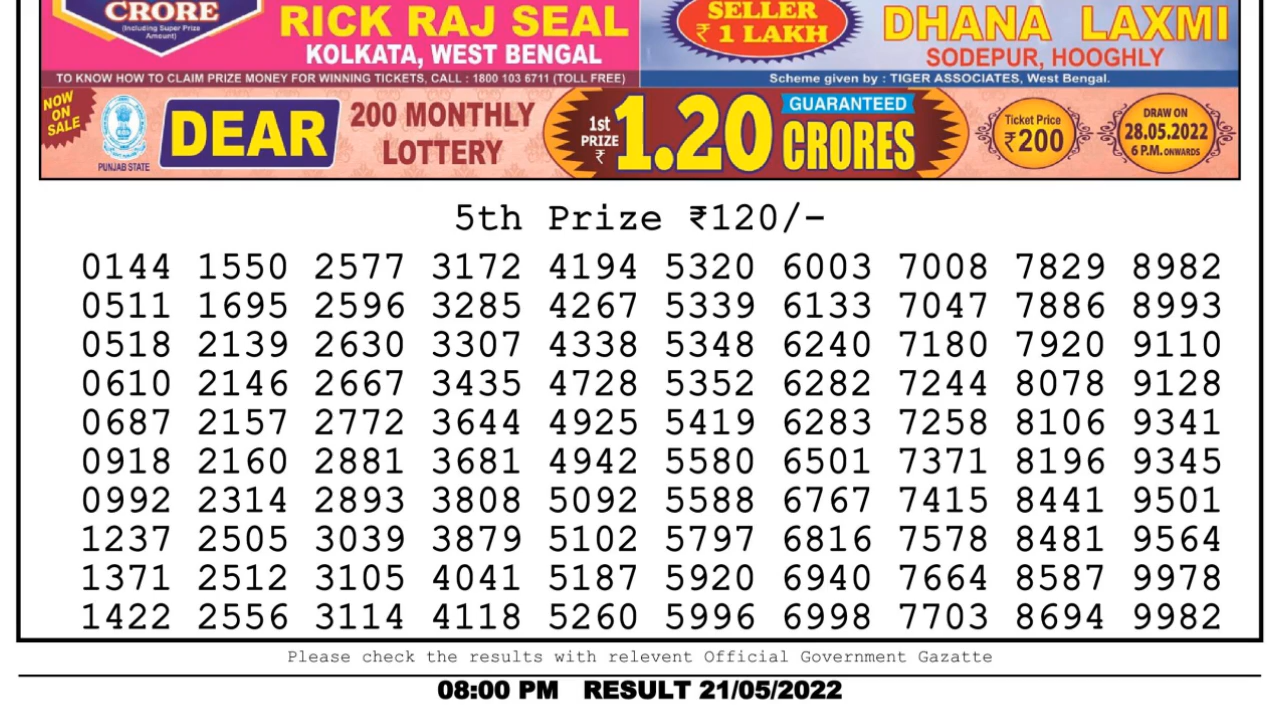 CRORE
(Including Super Prize
Amount)
RICK RAJ SEAL
KOLKATA, WEST BENGAL
SELLER
₹ 1 LAKH
DHANA LAXMI
SODEPUR, HOOGHLY
TO KNOW HOW TO CLAIM PRIZE MONEY FOR WINNING TICKETS, CALL : 1800 103 6711 (TOLL FREE)
Scheme given by : TIGER ASSOCIATES, West Bengal.
NOW
ON
SALE
PUNJAB STATE
DEAR
200 MONTHLY
LOTTERY
1st
PRIZE
₹
1.20
GUARANTEED
CRORES
Ticket Price
₹200
DRAW ON
28.05.2022
6 P.M. ONWARDS
5th Prize ₹120/-
0144 1550 2577 3172 4194 5320 6003 7008 7829 8982
0511 1695 2596 3285 4267 5339 6133 7047 7886 8993
0518 2139 2630 3307 4338 5348 6240 7180 7920 9110
0610 2146 2667 3435 4728 5352 6282 7244 8078 9128
0687 2157 2772 3644 4925 5419 6283 7258 8106 9341
0918 2160 2881 3681 4942 5580 6501 7371 8196 9345
0992 2314 2893 3808 5092 5588 6767 7415 8441 9501
1237 2505 3039 3879 5102 5797 6816 7578 8481 9564
1371 2512 3105 4041 5187 5920 6940 7664 8587 9978
1422 2556 3114 4118 5260 5996 6998 7703 8694 9982
Please check the results with relevent Official Government Gazatte
08:00 PM RESULT 21/05/2022